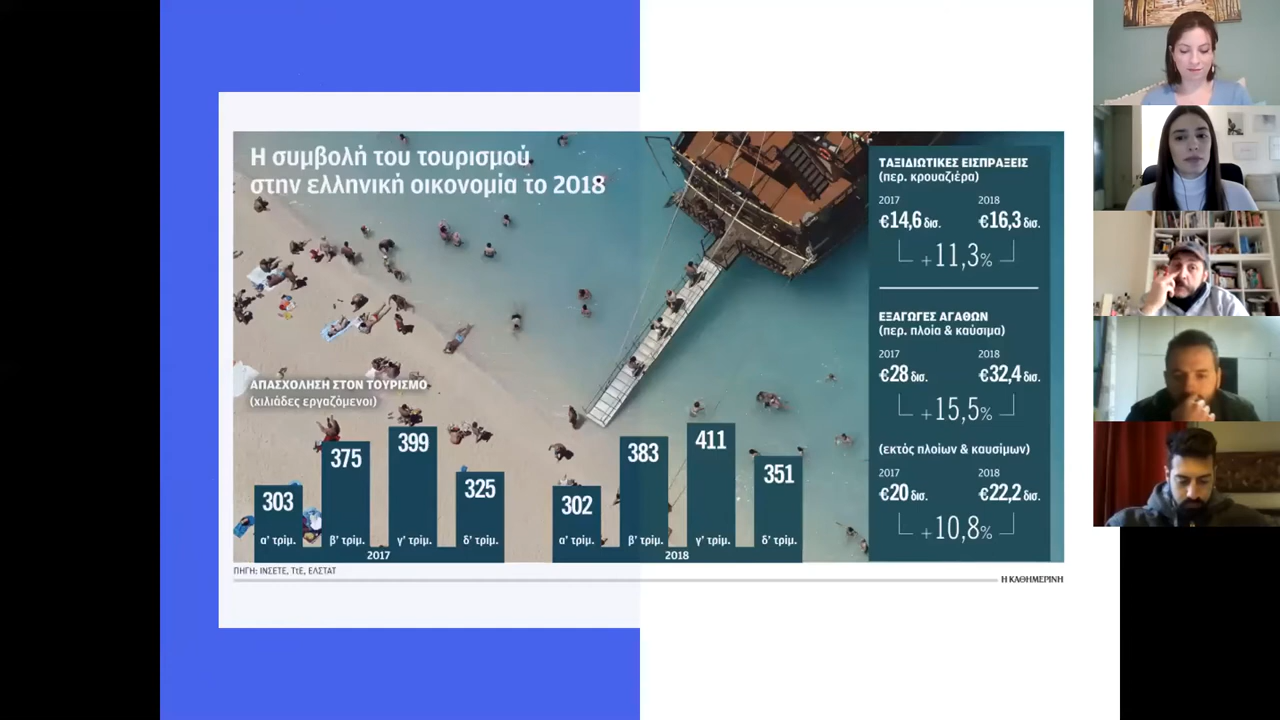 Η συμβολή του τουρισμού
στην ελληνική οικονομία το 2018
ΑΠΑΣΧΟΛΗΣΗ ΣΤΟΝ ΤΟΥΡΙΣΜΟ
(χιλιάδες εργαζόμενοι)
303
375
399
325
α' τρίμ.
β' τρίμ.
γ' τρίμ.
δ' τρίμ.
2017
302
383
411
351
α' τρίμ.
β' τρίμ.
γ' τρίμ.
δ' τρίμ.
2018
ΤΑΞΙΔΙΩΤΙΚΕΣ ΕΙΣΠΡΑΞΕΙΣ
(περ. κρουαζιέρα)
2017 2018
€14,6 δισ. €16,3 δισ.
+11,3%
ΕΞΑΓΩΓΕΣ ΑΓΑΘΩΝ
(περ. πλοία & καύσιμα)
2017 2018
€28 δισ. €32,4 δισ.
+15,5%
(εκτός πλοίων & καυσίμων)
2017 2018
€20 δισ. €22,2 δισ.
+10,8%
ΠΗΓΗ: ΙΝΣΕΤΕ, ΤτΕ, ΕΛΣΤΑΤ
Η ΚΑΘΗΜΕΡΙΝΗ